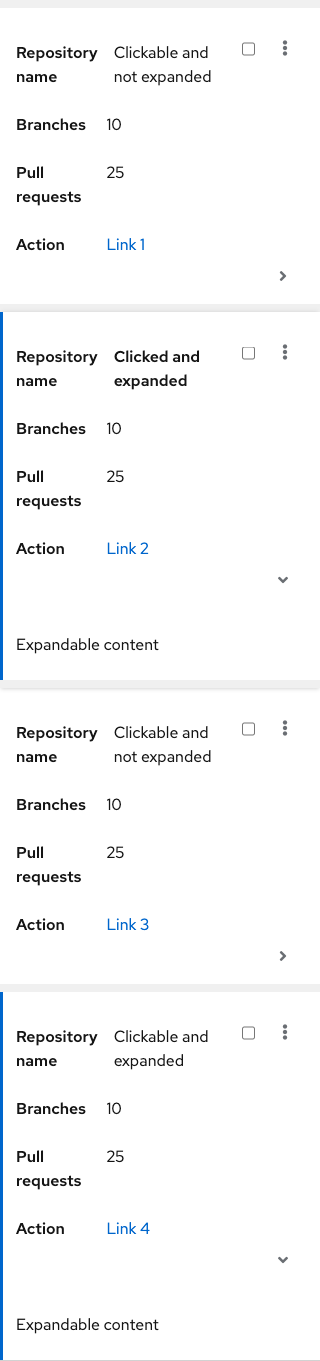 Repository name Clickable and not expanded
Branches 10
Pull requests 25
Action Link 1
Repository name Clicked and expanded
Branches 10
Pull requests 25
Action Link 2
Expandable content
Repository name Clickable and not expanded
Branches 10
Pull requests 25
Action Link 3
Repository name Clickable and expanded
Branches 10
Pull requests 25
Action Link 4
Expandable content